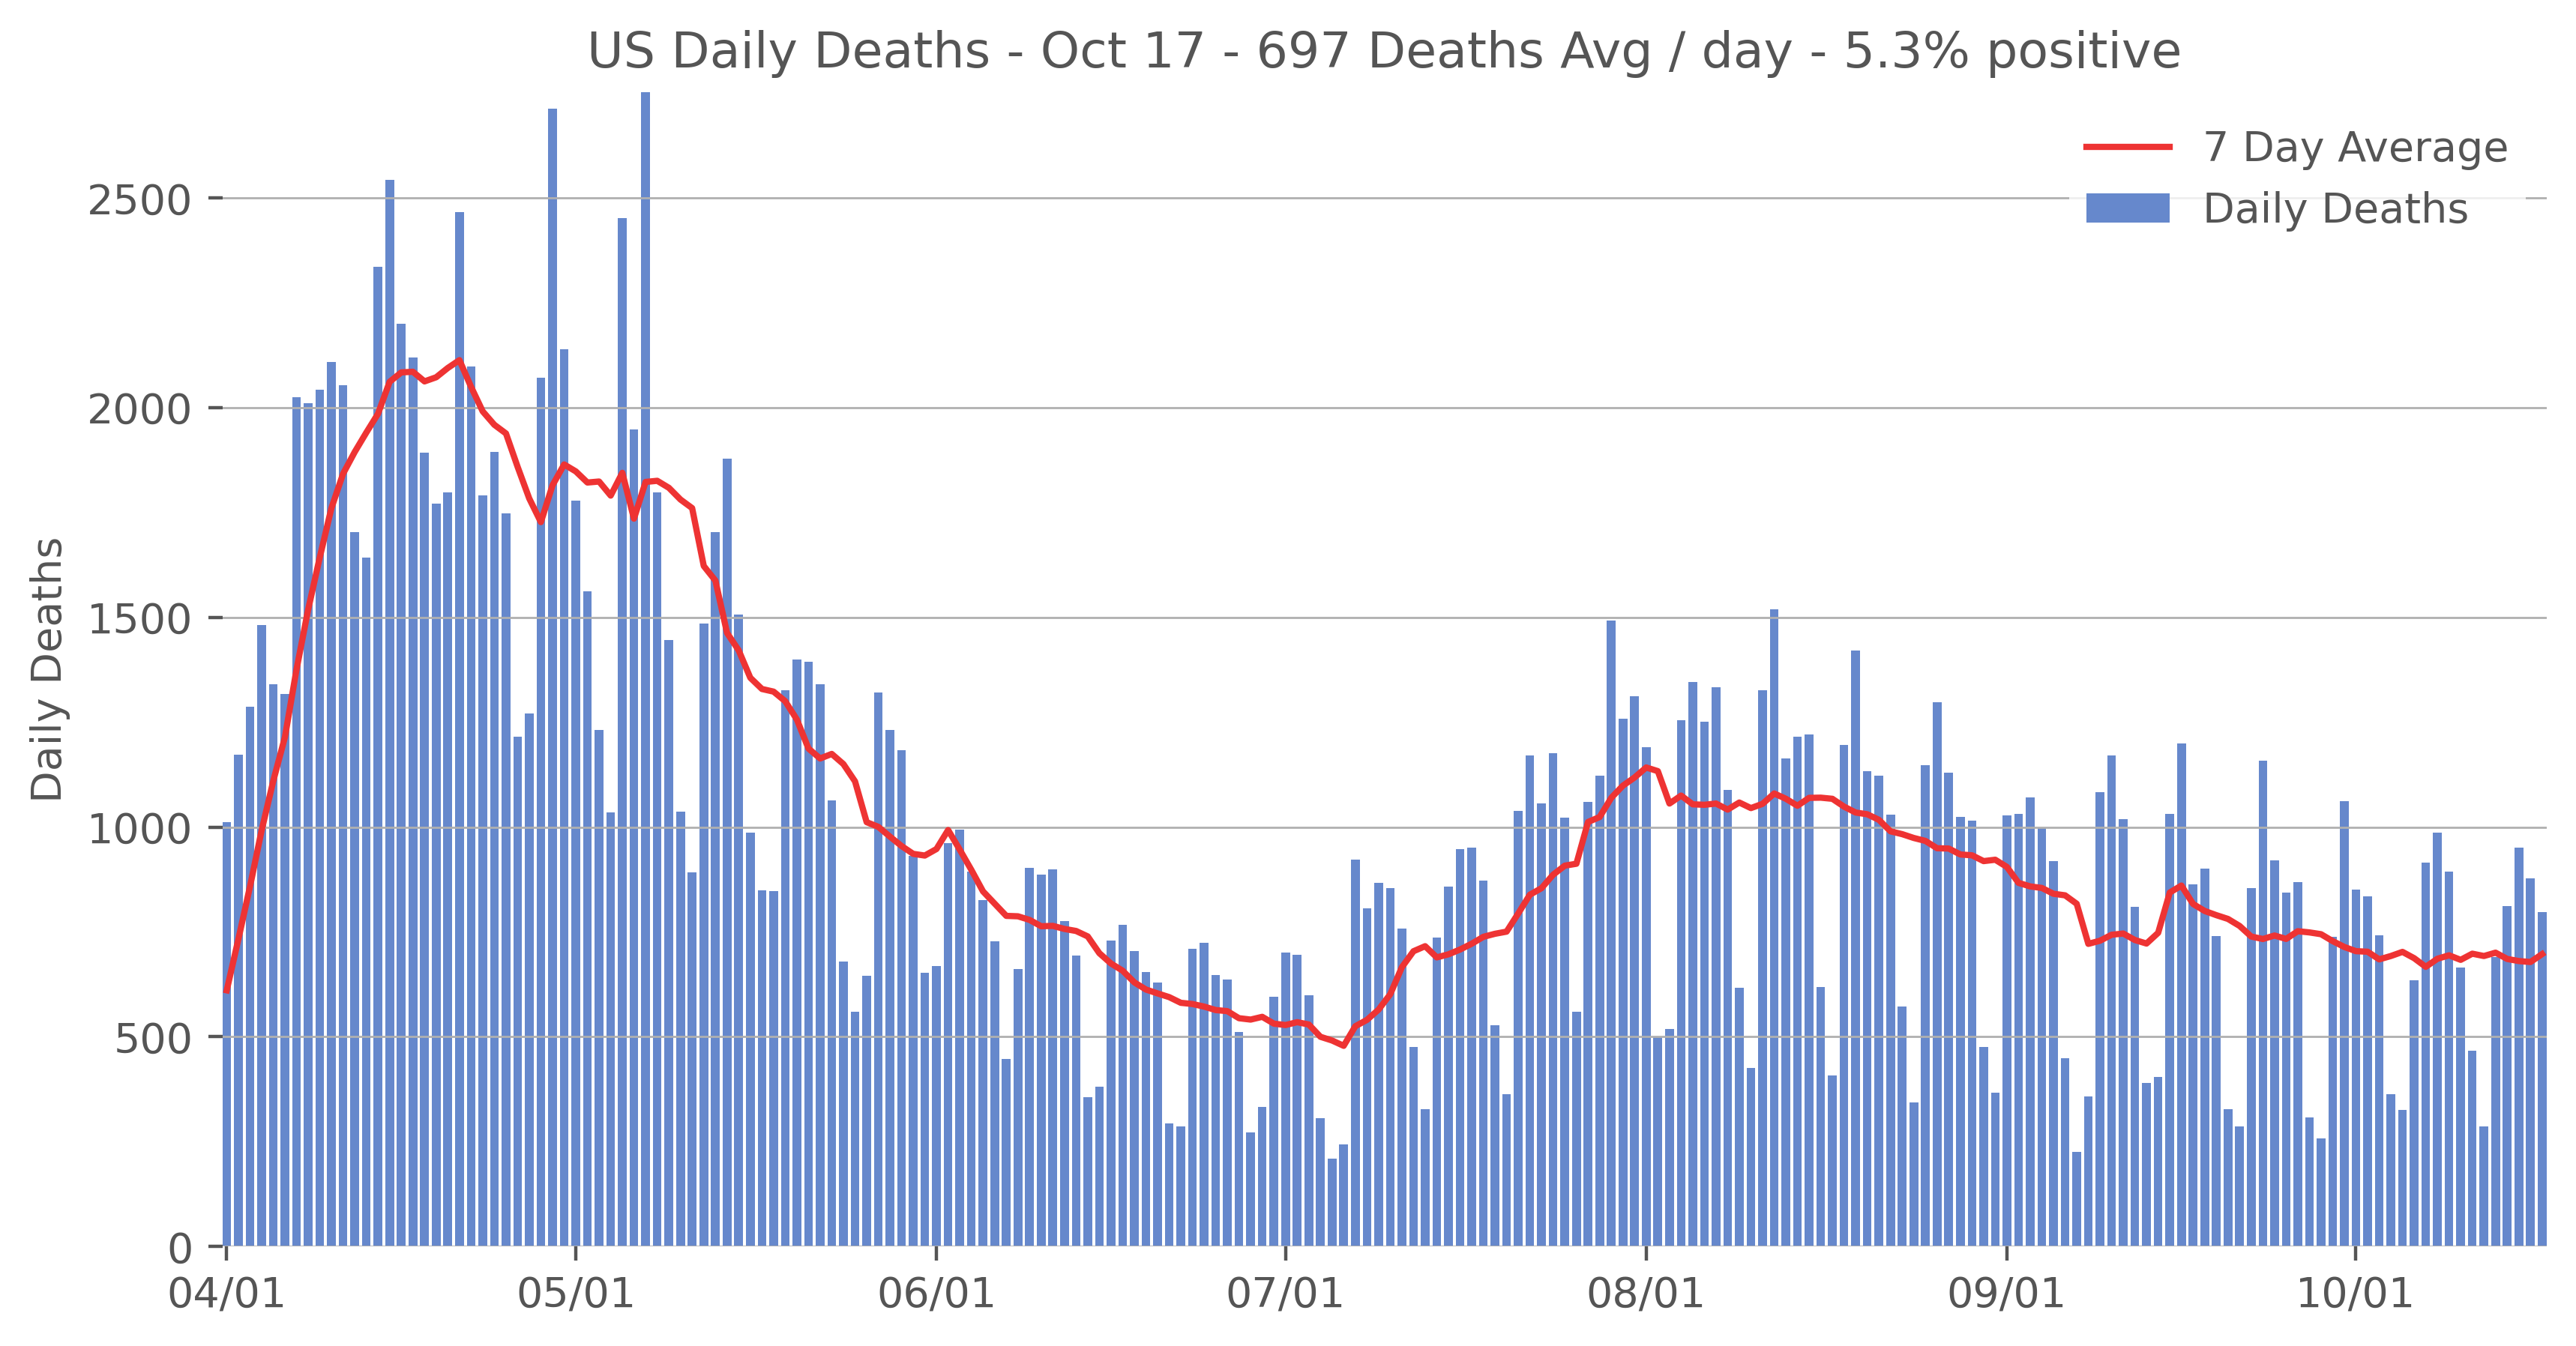 US Daily Deaths - Oct 17 - 697 Deaths Avg / day - 5.3% positive
7 Day Average
Daily Deaths
Daily Deaths
2500
2000
1500
1000
500
0
04/01 05/01 06/01 07/01 08/01 09/01 10/01